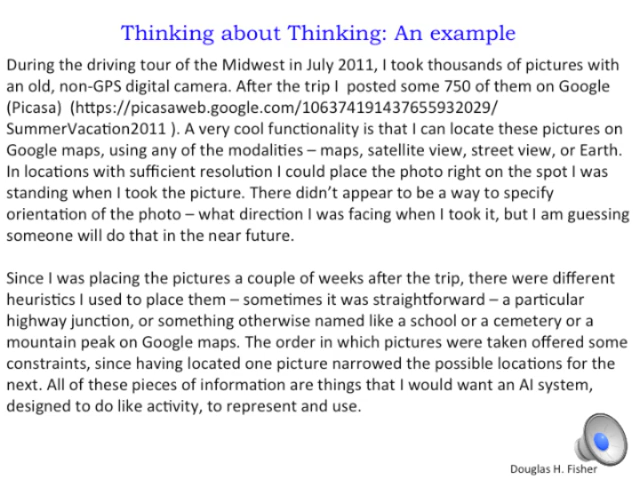 Thinking about Thinking: An example
During the driving tour of the Midwest in July 2011, I took thousands of pictures with
an old, non-GPS digital camera. After the trip I posted some 750 of them on Google
(Picasa) (https://picasaweb.google.com/106374191437655932029/
SummerVacation2011 ). A very cool functionality is that I can locate these pictures on
Google maps, using any of the modalities – maps, satellite view, street view, or Earth.
In locations with sufficient resolution I could place the photo right on the spot I was
standing when I took the picture. There didn't appear to be a way to specify
orientation of the photo – what direction I was facing when I took it, but I am guessing
someone will do that in the near future.
Since I was placing the pictures a couple of weeks after the trip, there were different
heuristics I used to place them – sometimes it was straightforward – a particular
highway junction, or something otherwise named like a school or a cemetery or a
mountain peak on Google maps. The order in which pictures were taken offered some
constraints, since having located one picture narrowed the possible locations for the
next. All of these pieces of information are things that I would want an AI system,
designed to do like activity, to represent and use.
Douglas H. Fisher